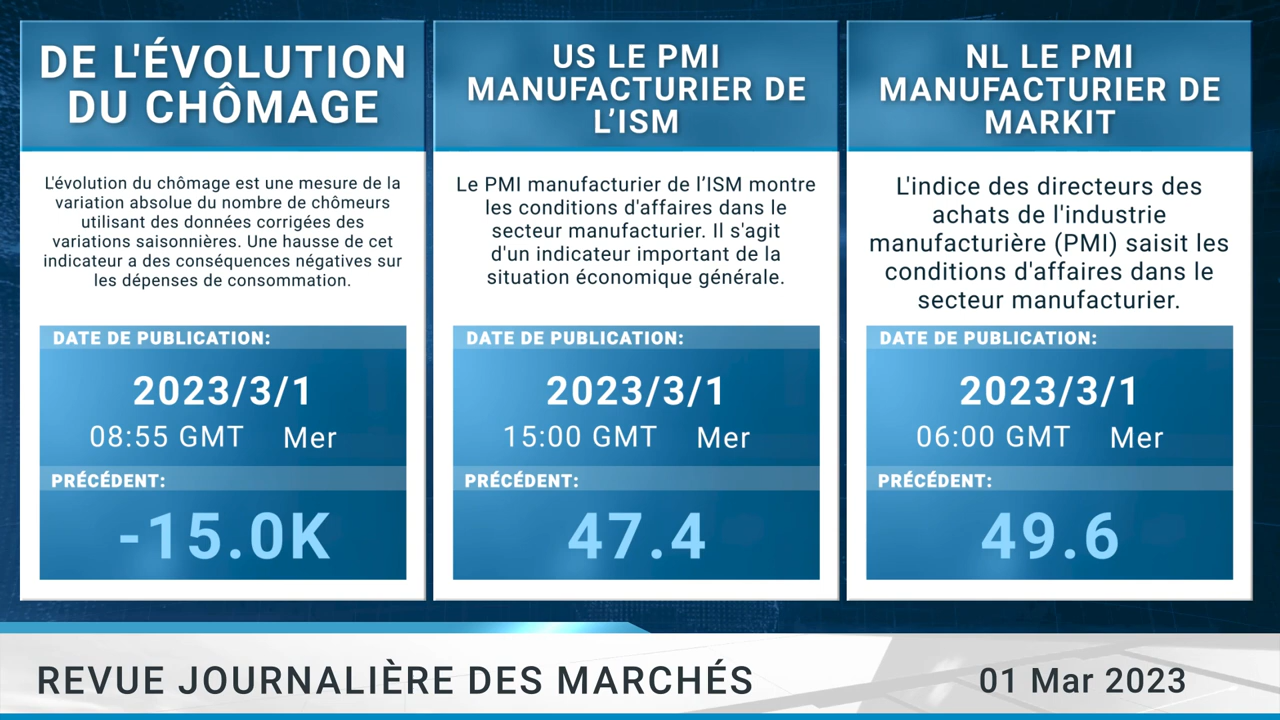 DE L'ÉVOLUTION
DU CHÔMAGE
L'évolution du chômage est une mesure de la
variation absolue du nombre de chômeurs
utilisant des données corrigées des
variations saisonnières. Une hausse de cet
indicateur a des conséquences négatives sur
les dépenses de consommation.
DATE DE PUBLICATION:
2023/3/1
08:55 GMT Mer
PRÉCÉDENT:
-15.0K
US LE PMI
MANUFACTURIER DE
L’ISM
Le PMI manufacturier de l’ISM montre
les conditions d'affaires dans le
secteur manufacturier. Il s'agit
d'un indicateur important de la
situation économique générale.
DATE DE PUBLICATION:
2023/3/1
15:00 GMT Mer
PRÉCÉDENT:
47.4
NL LE PMI
MANUFACTURIER DE
MARKIT
L'indice des directeurs des
achats de l'industrie
manufacturière (PMI) saisit les
conditions d'affaires dans le
secteur manufacturier.
DATE DE PUBLICATION:
2023/3/1
06:00 GMT Mer
PRÉCÉDENT:
49.6
REVUE JOURNALIÈRE DES MARCHÉS
01 Mar 2023